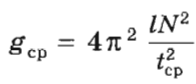 g_ср = 4π² lN² / t²_ср